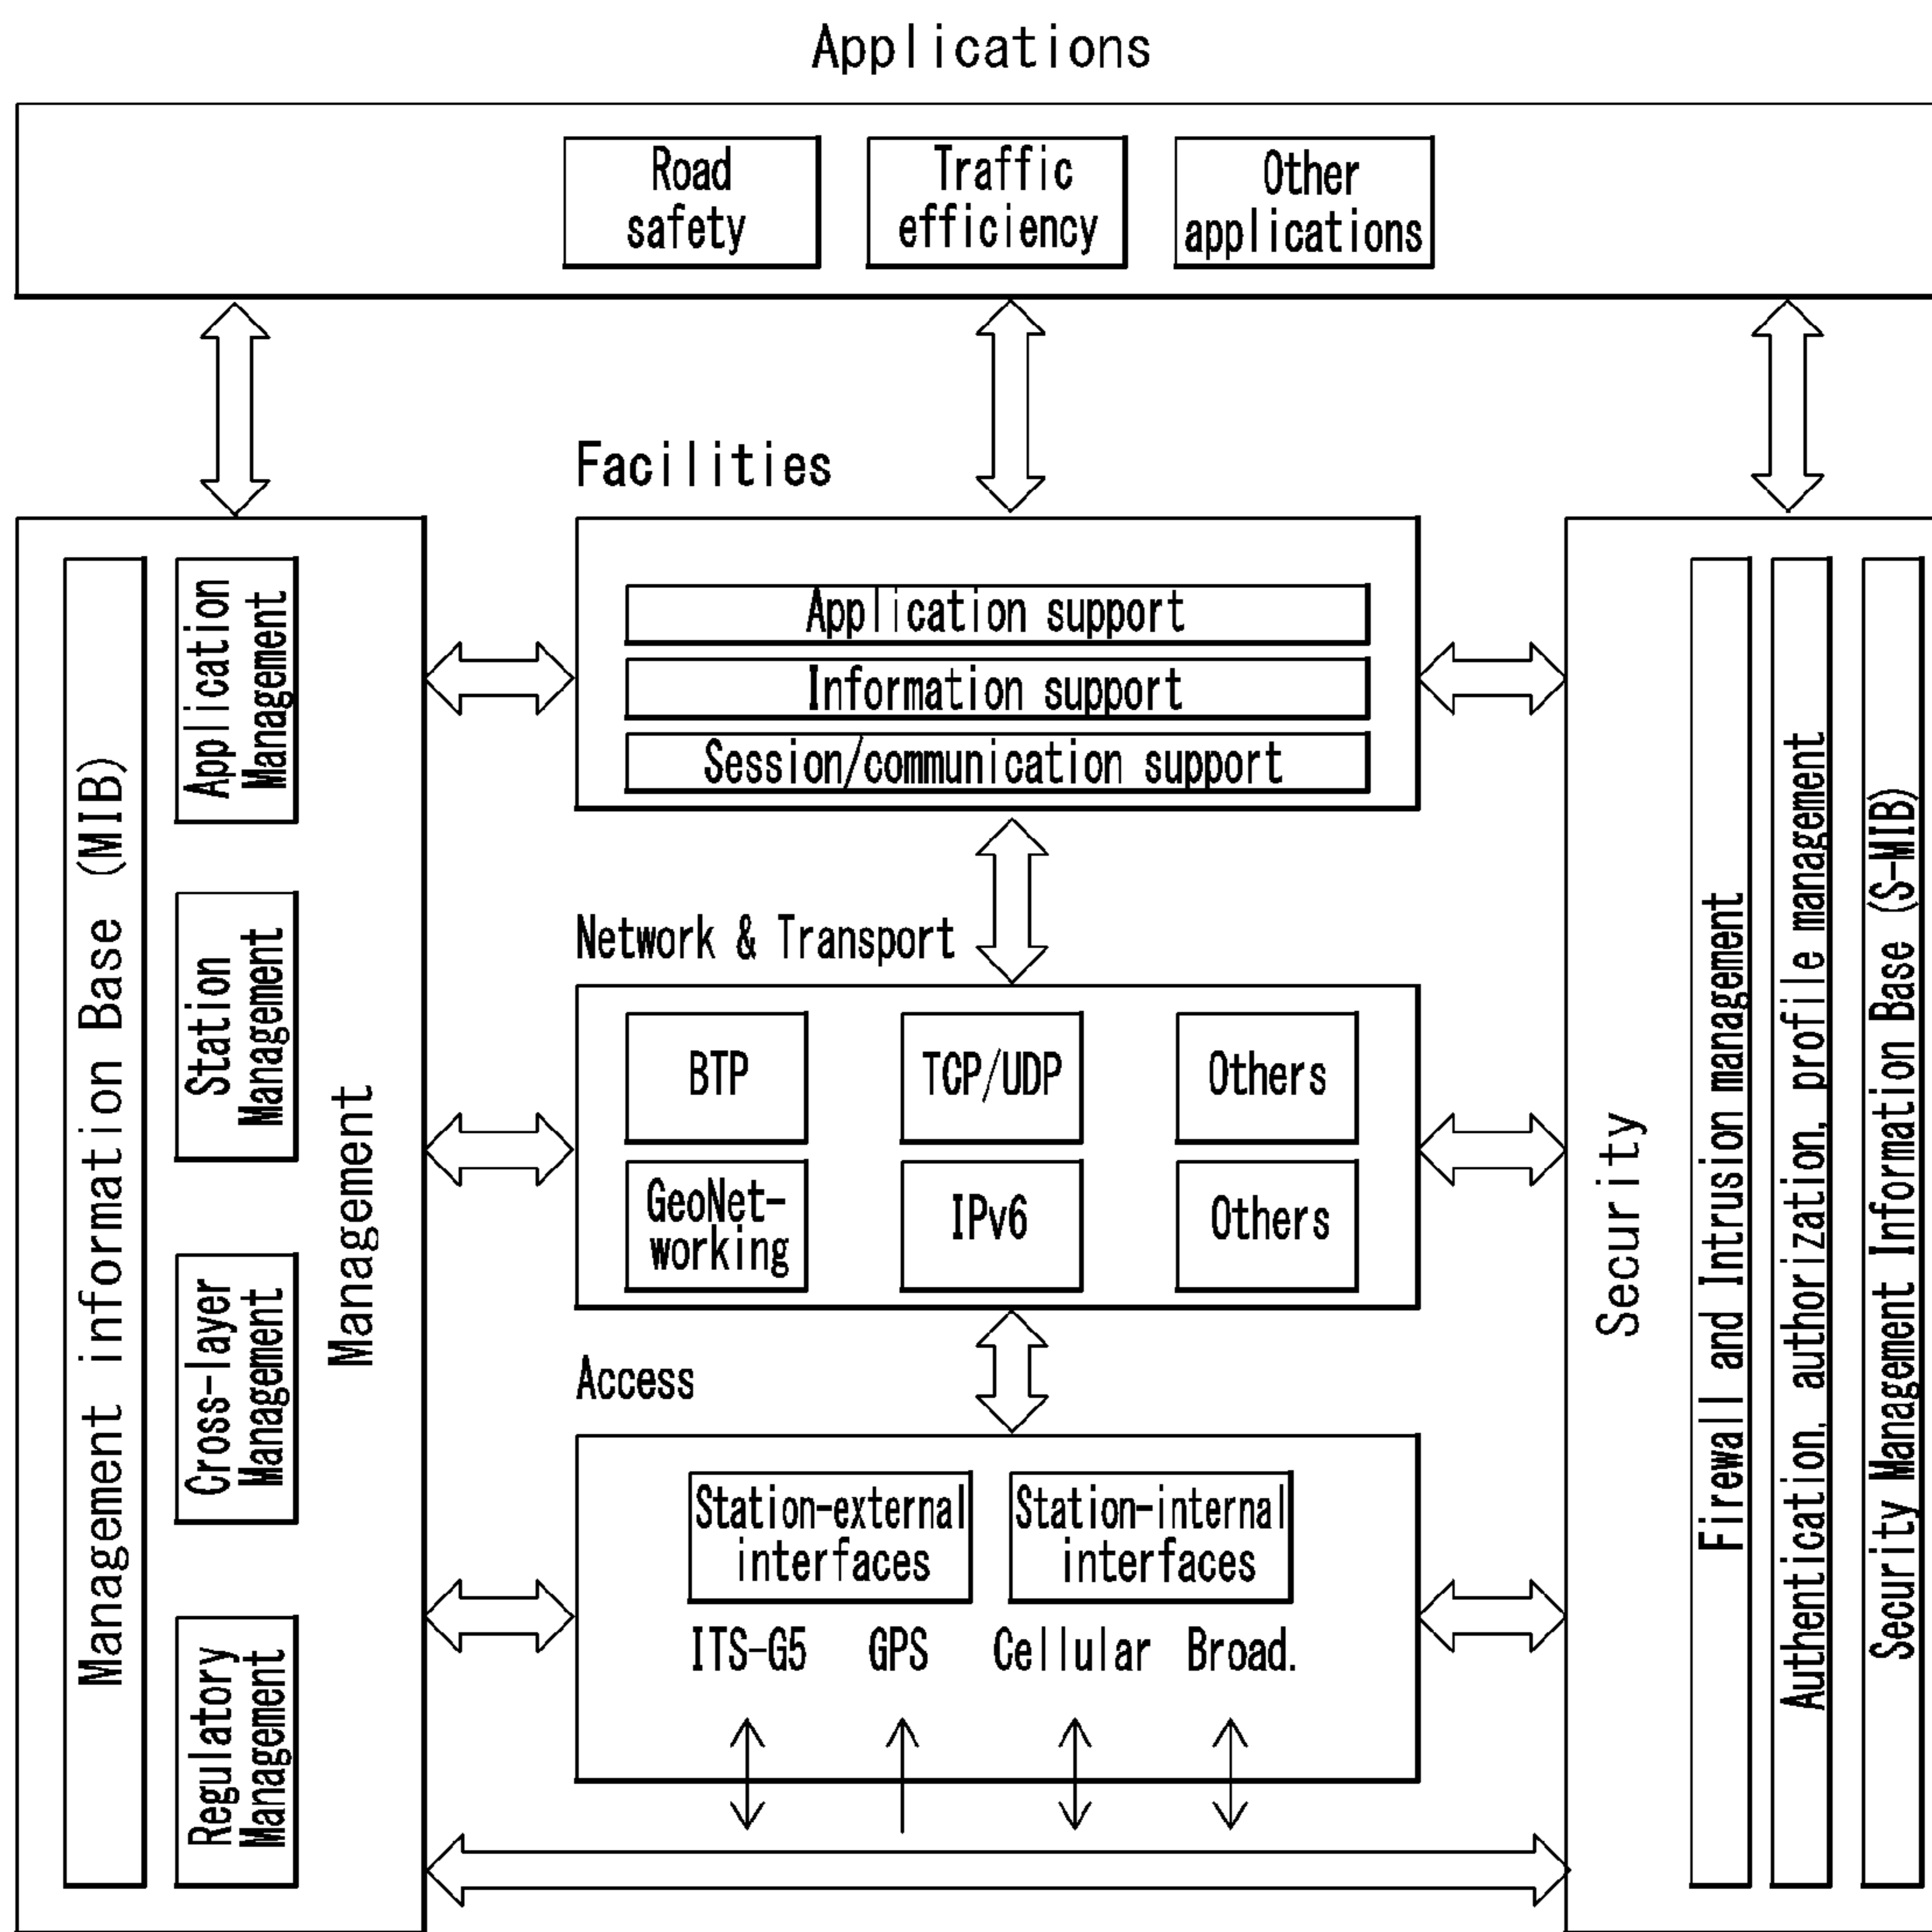 Applications
Road
safety
Traffic
efficiency
Other
applications
Facilities
Application support
Information support
Session/communication support
Management information Base (MIB)
Application
Management
Station
Management
Cross-layer
Management
Regulatory
Management
Management
Network & Transport
BTP
TCP/UDP
Others
GeoNet-
working
IPv6
Others
Access
Station-external
interfaces
Station-internal
interfaces
ITS-G5
GPS
Cellular
Broad.
Security
Firewall and Intrusion management
Authentication, authorization, profile management
Security Management Information Base (S-MIB)